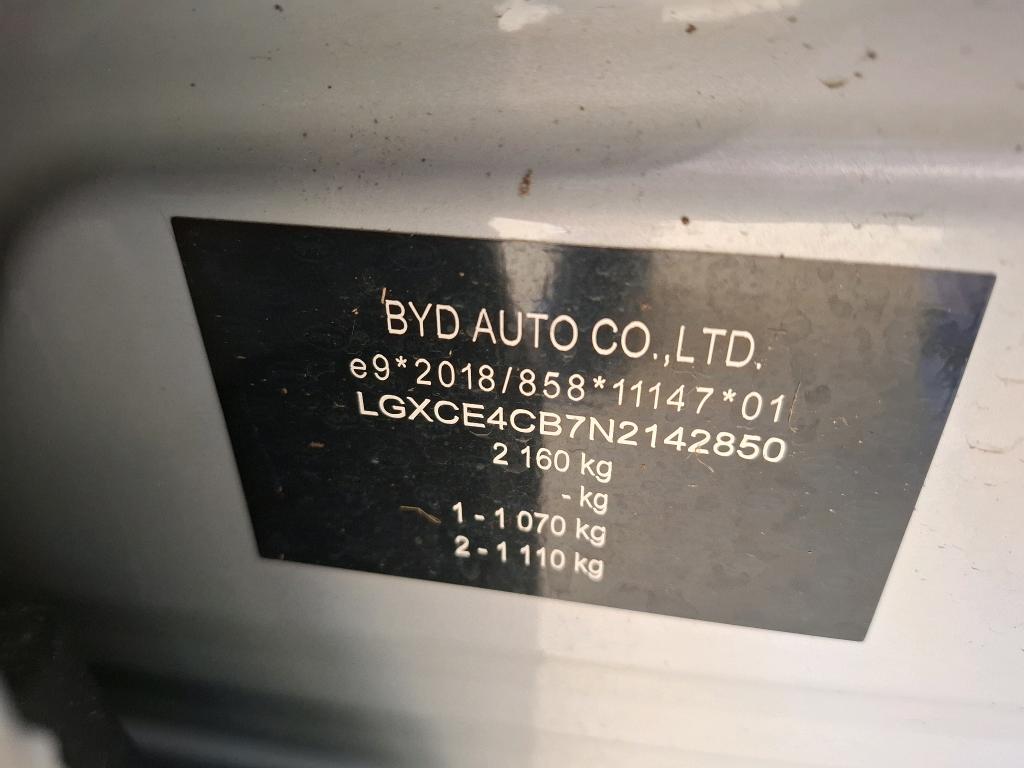 BYD AUTO CO.,LTD.
e9*2018/858*11147*01
LGXCE4CB7N2142850
2 160 kg
- kg
1 - 1 070 kg
2 - 1 110 kg